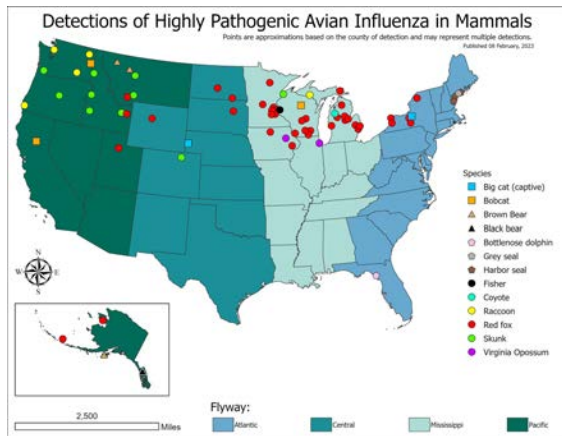 Detections of Highly Pathogenic Avian Influenza in Mammals
Points are approximations based on the county of detection and may represent multiple detections.
Published 08 February, 2023
Species
Big cat (captive)
Bobcat
Brown Bear
Black bear
Bottlenose dolphin
Grey seal
Harbor seal
Fisher
Coyote
Raccoon
Red fox
Skunk
Virginia Opossum
N
W
E
S
2,500
Miles
Flyway:
Atlantic
Central
Mississippi
Pacific